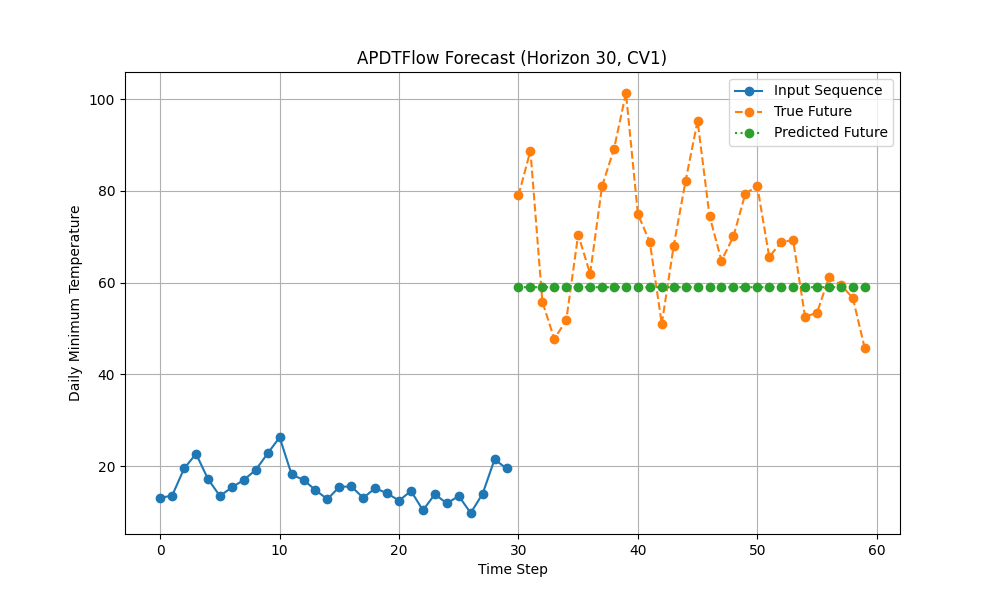 APDTFlow Forecast (Horizon 30, CV1)
Input Sequence
True Future
Predicted Future
Daily Minimum Temperature
100
80
60
40
20
0 10 20 30 40 50 60
Time Step